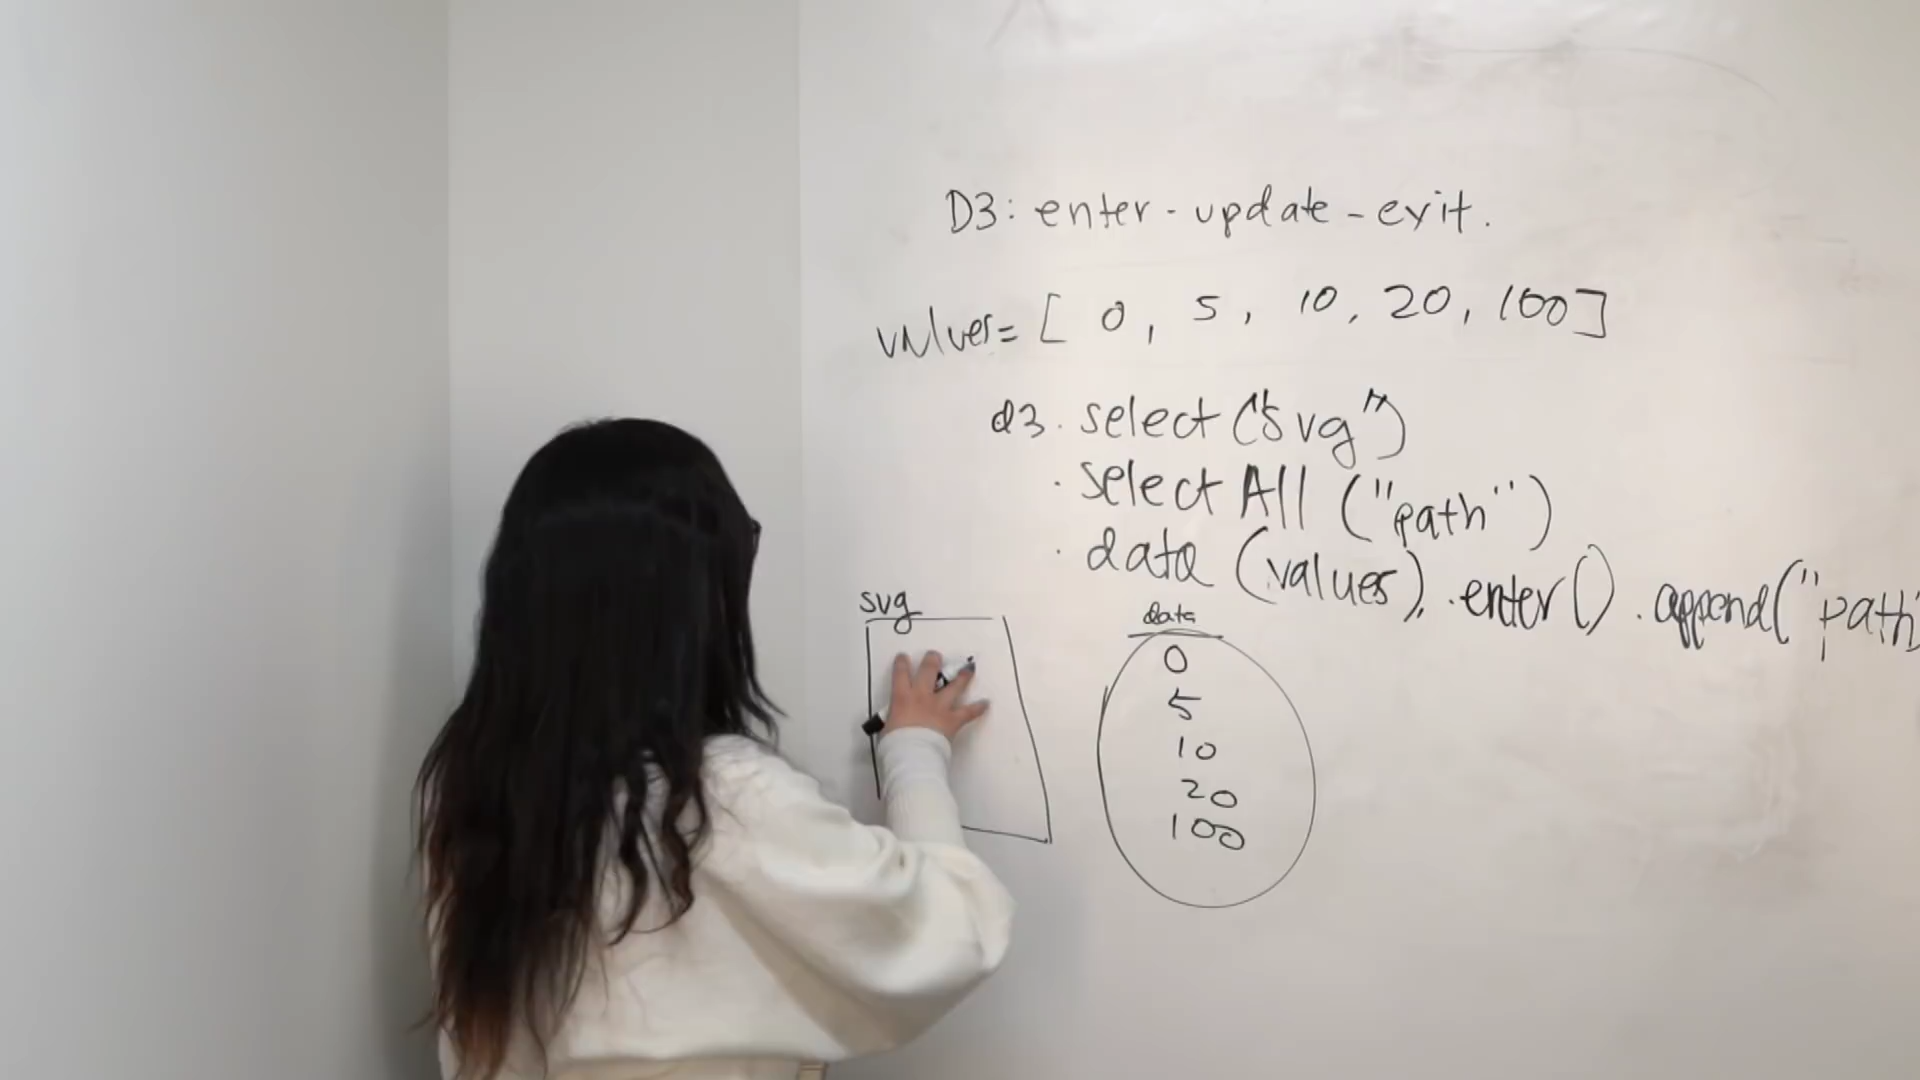 D3: enter - update - exit.
values = [ 0, 5, 10, 20, 100]
d3. select ("svg")
. select All ("path")
. data (values). .enter() .append("path"
svg
data
0
5
10
20
100